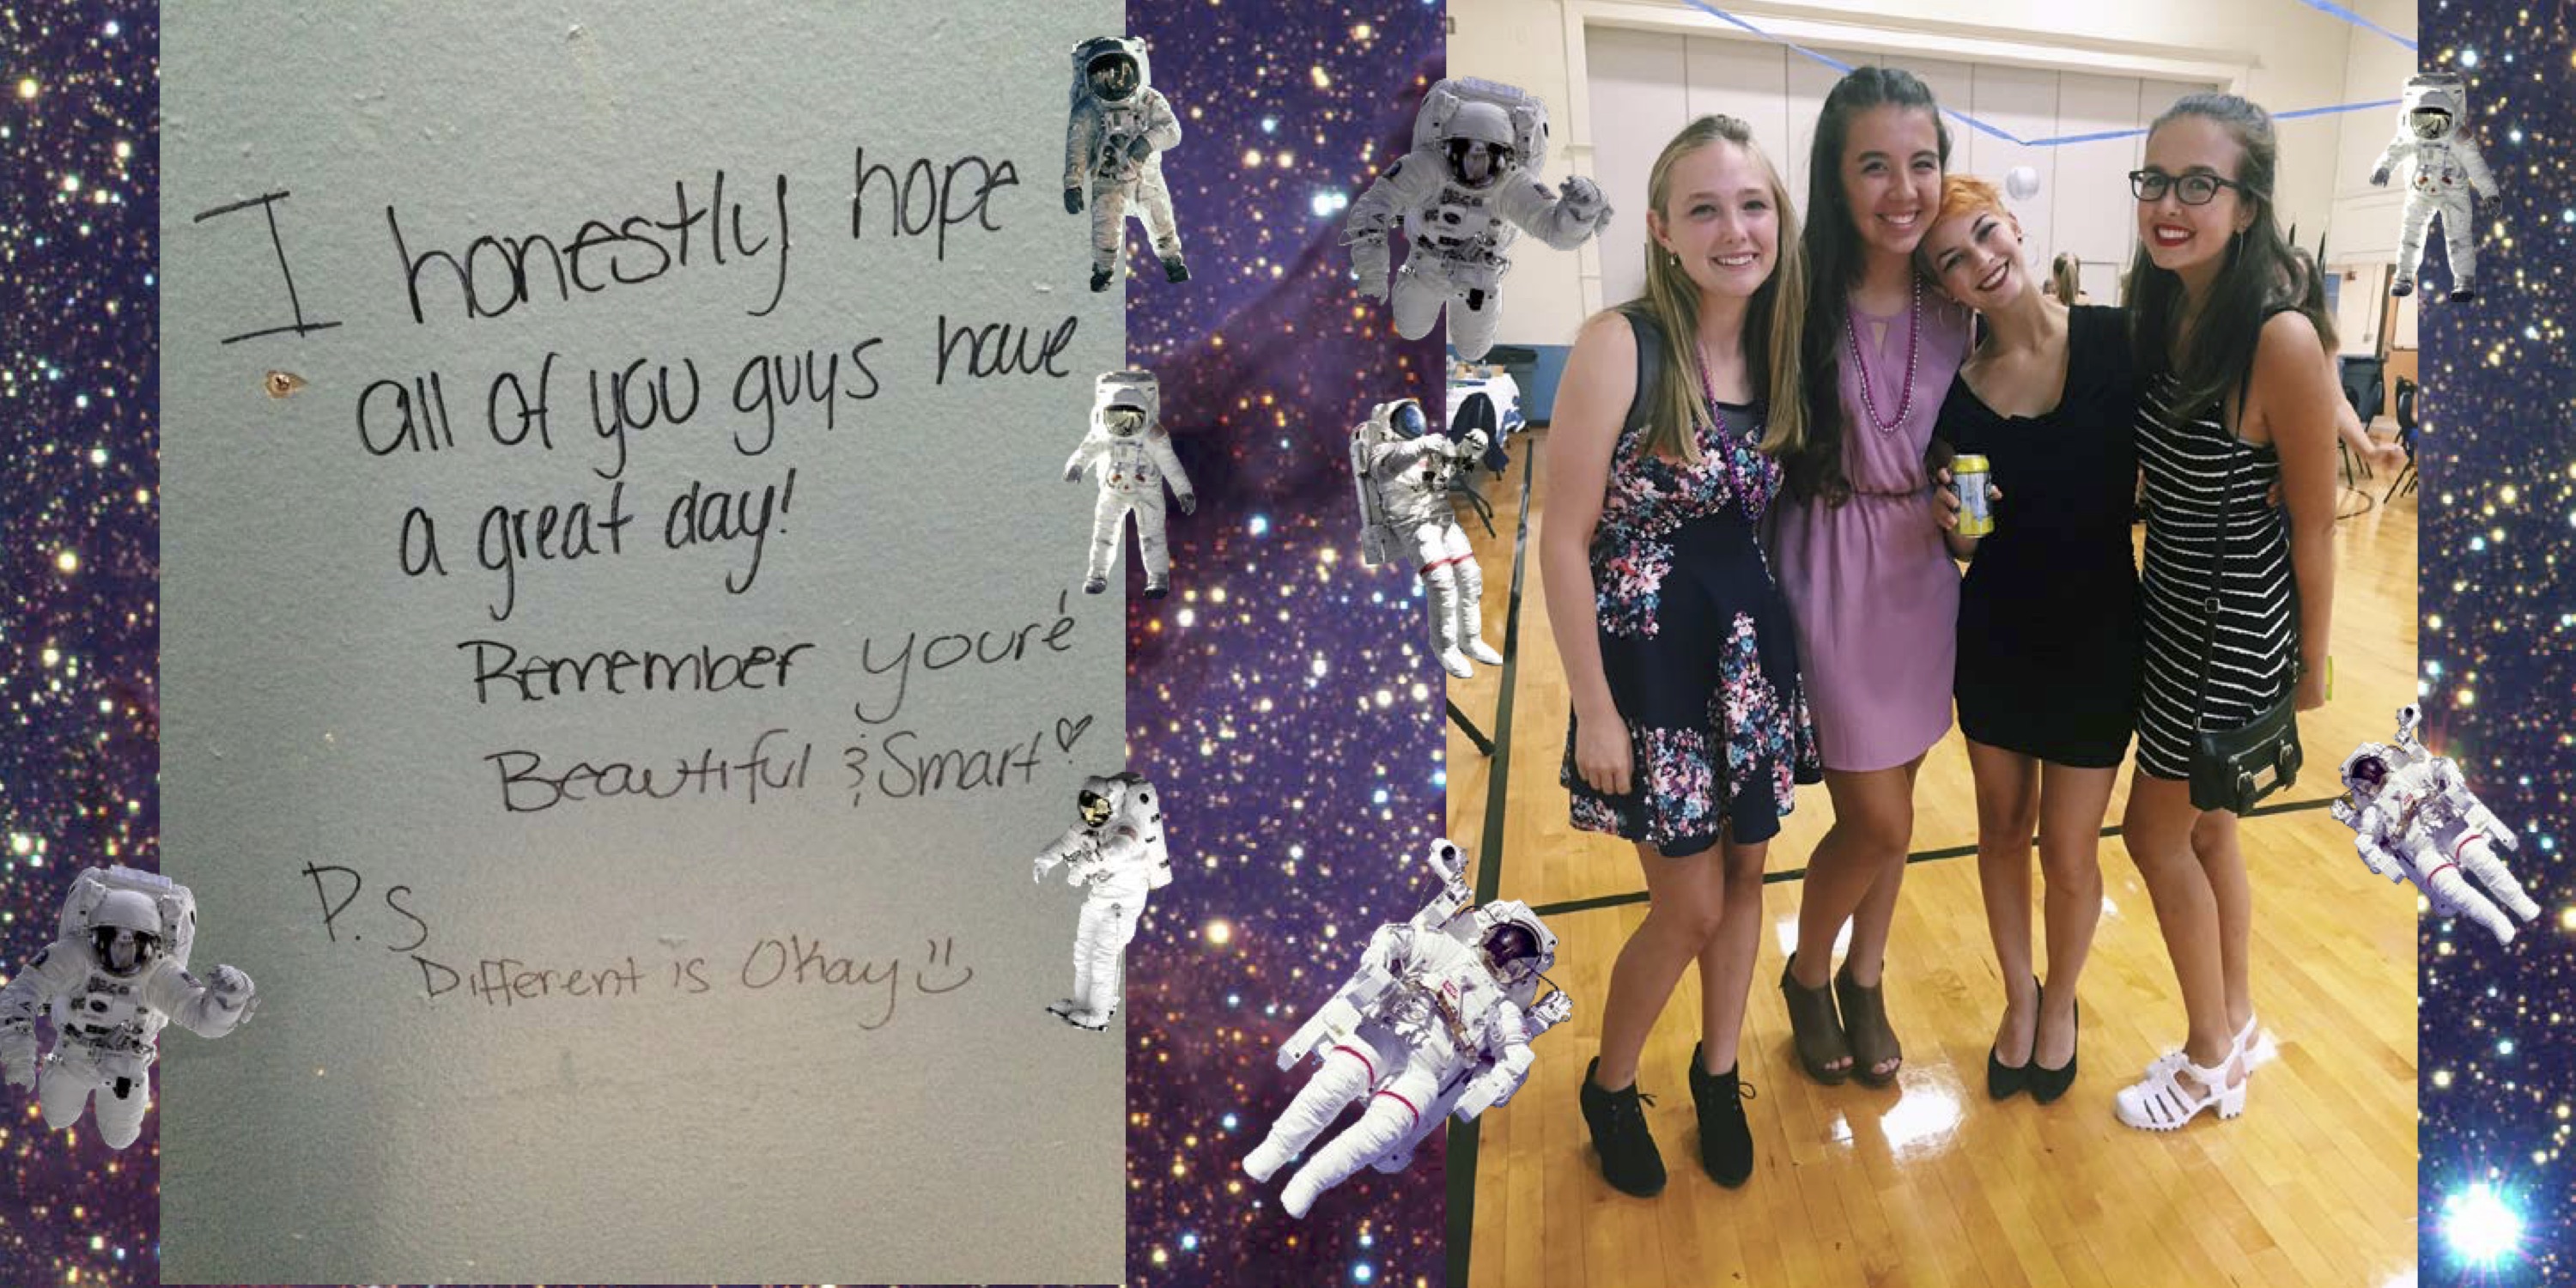 I honestly hope
all of you guys have
a great day!
Remember you're
Beautiful & Smart♡
P.S
Different is Okay